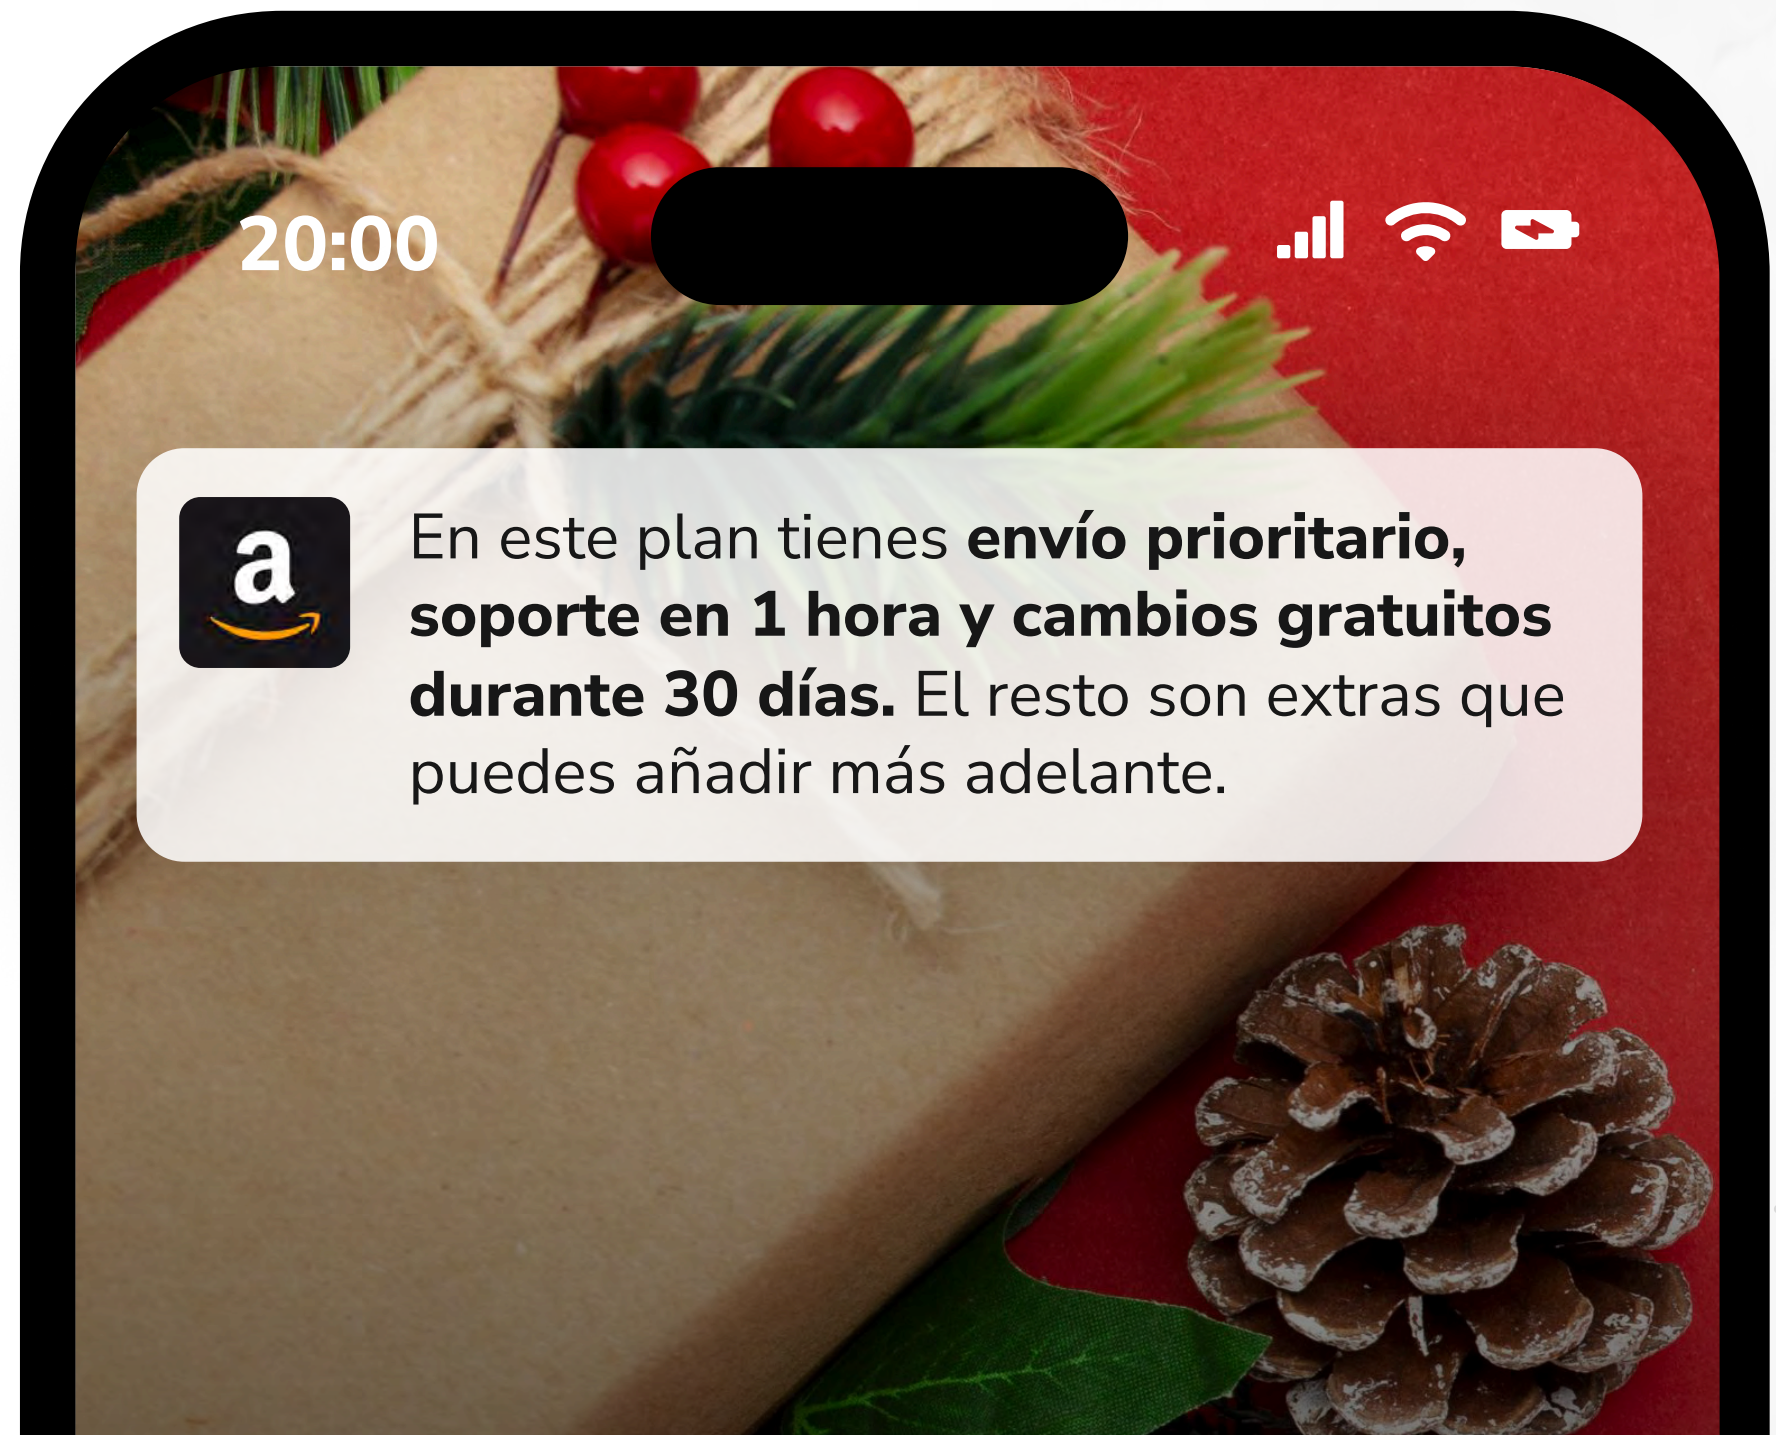 20:00
a
En este plan tienes envío prioritario,
soporte en 1 hora y cambios gratuitos
durante 30 días. El resto son extras que
puedes añadir más adelante.